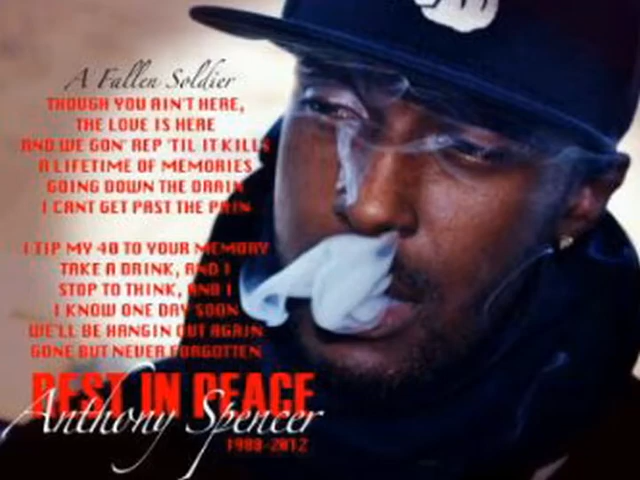 A Fallen Soldier
THOUGH YOU AIN'T HERE,
THE LOVE IS HERE
AND WE GON' REP 'TIL IT KILLS
A LIFETIME OF MEMORIES
GOING DOWN THE DRAIN
I CANT GET PAST THE PAIN
I TIP MY 40 TO YOUR MEMORY
TAKE A DRINK, AND I
STOP TO THINK, AND I
I KNOW ONE DAY SOON
WE'LL BE HANGIN OUT AGAIN
GONE BUT NEVER FORGOTTEN
REST IN PEACE
Anthony Spencer